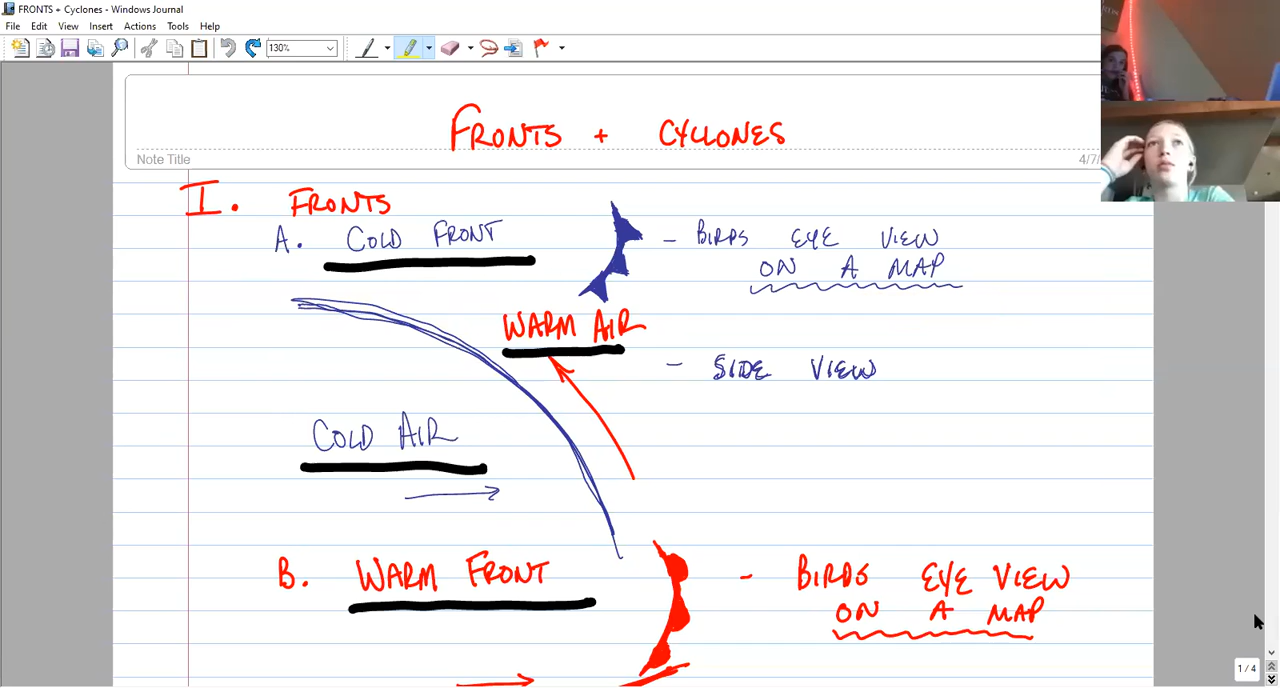 FRONTS + Cyclones - Windows Journal
File Edit View Insert Actions Tools Help
130%
FRONTS + CYCLONES
Note Title
4/7/
I. FRONTS
A. COLD FRONT
- BIRDS EYE VIEW
ON A MAP
WARM AIR
- SIDE VIEW
COLD AIR
B. WARM FRONT
- BIRDS EYE VIEW
ON A MAP
1 / 4